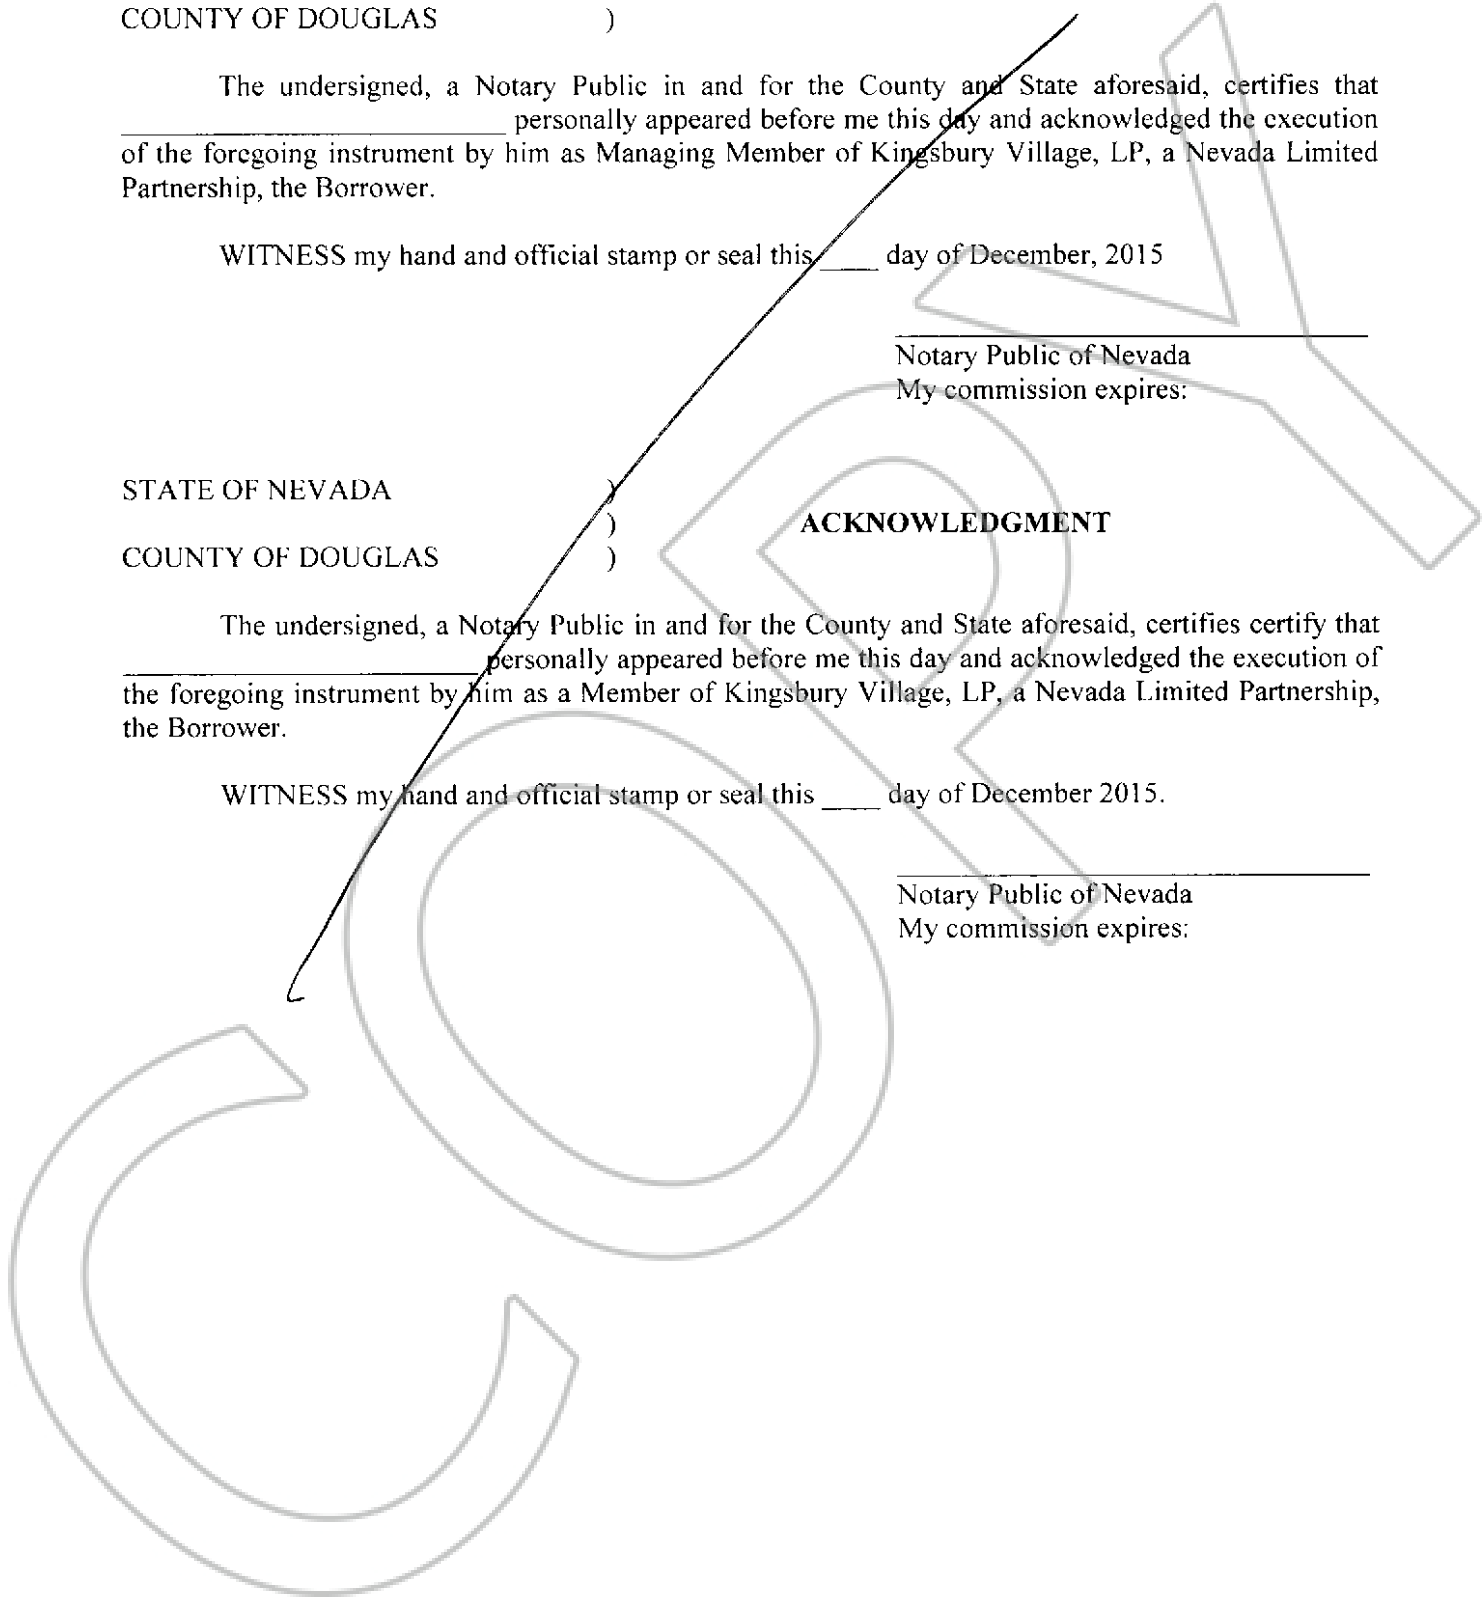 COUNTY OF DOUGLAS )
The undersigned, a Notary Public in and for the County and State aforesaid, certifies that
____________________ personally appeared before me this day and acknowledged the execution
of the foregoing instrument by him as Managing Member of Kingsbury Village, LP, a Nevada Limited
Partnership, the Borrower.
WITNESS my hand and official stamp or seal this ____ day of December, 2015
Notary Public of Nevada
My commission expires:
STATE OF NEVADA )
) ACKNOWLEDGMENT
COUNTY OF DOUGLAS )
The undersigned, a Notary Public in and for the County and State aforesaid, certifies certify that
____________________ personally appeared before me this day and acknowledged the execution of
the foregoing instrument by him as a Member of Kingsbury Village, LP, a Nevada Limited Partnership,
the Borrower.
WITNESS my hand and official stamp or seal this ____ day of December 2015.
Notary Public of Nevada
My commission expires:
COPY